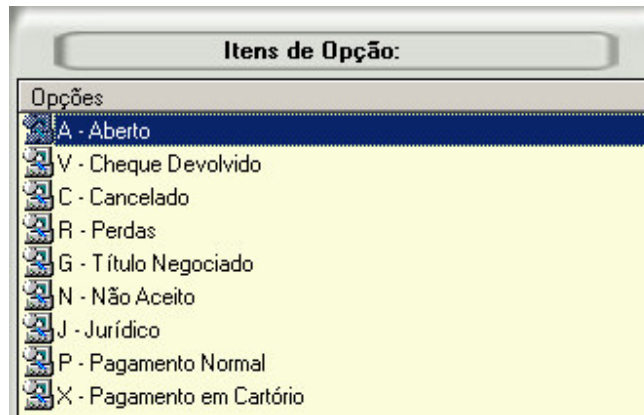 Itens de Opção:
Opções
A - Aberto
V - Cheque Devolvido
C - Cancelado
R - Perdas
G - Título Negociado
N - Não Aceito
J - Jurídico
P - Pagamento Normal
X - Pagamento em Cartório